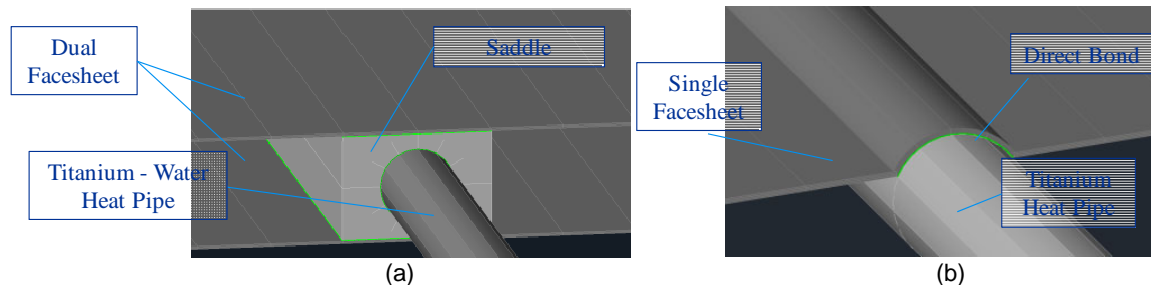 Dual
Facesheet
Saddle
Titanium - Water
Heat Pipe
(a)
Single
Facesheet
Direct Bond
Titanium
Heat Pipe
(b)